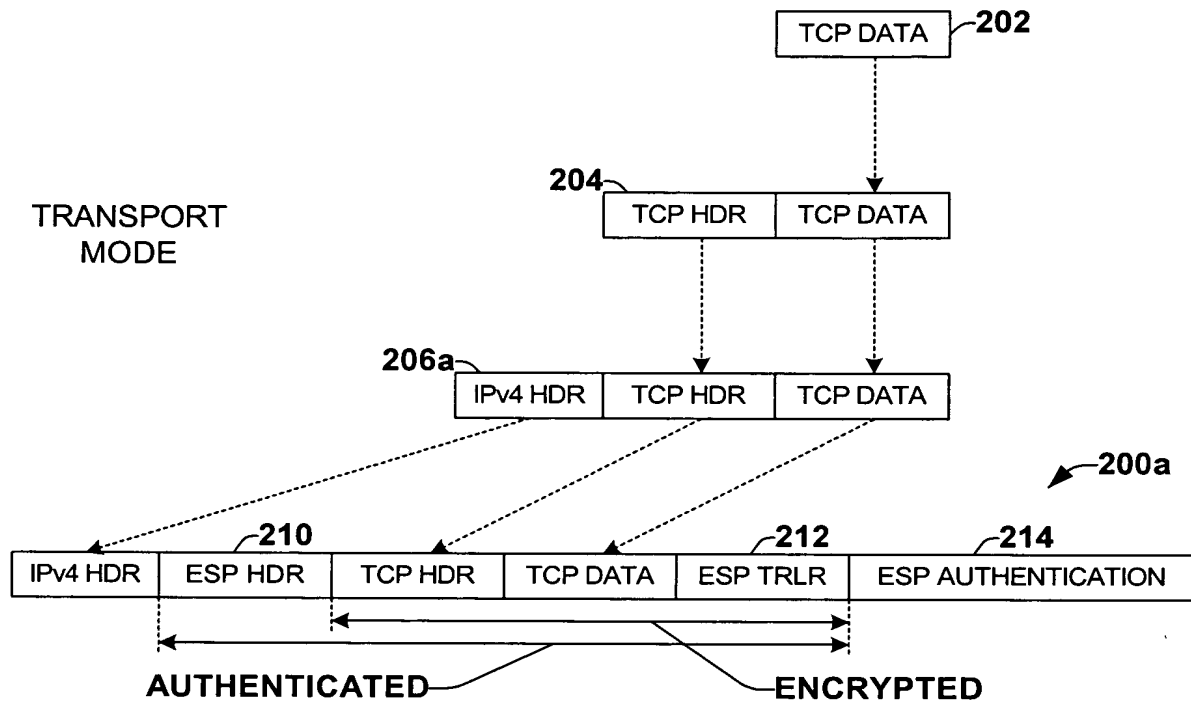 TCP DATA 202
204
TCP HDR TCP DATA
TRANSPORT
MODE
206a
IPv4 HDR TCP HDR TCP DATA
200a
210 212 214
IPv4 HDR ESP HDR TCP HDR TCP DATA ESP TRLR ESP AUTHENTICATION
AUTHENTICATED ENCRYPTED